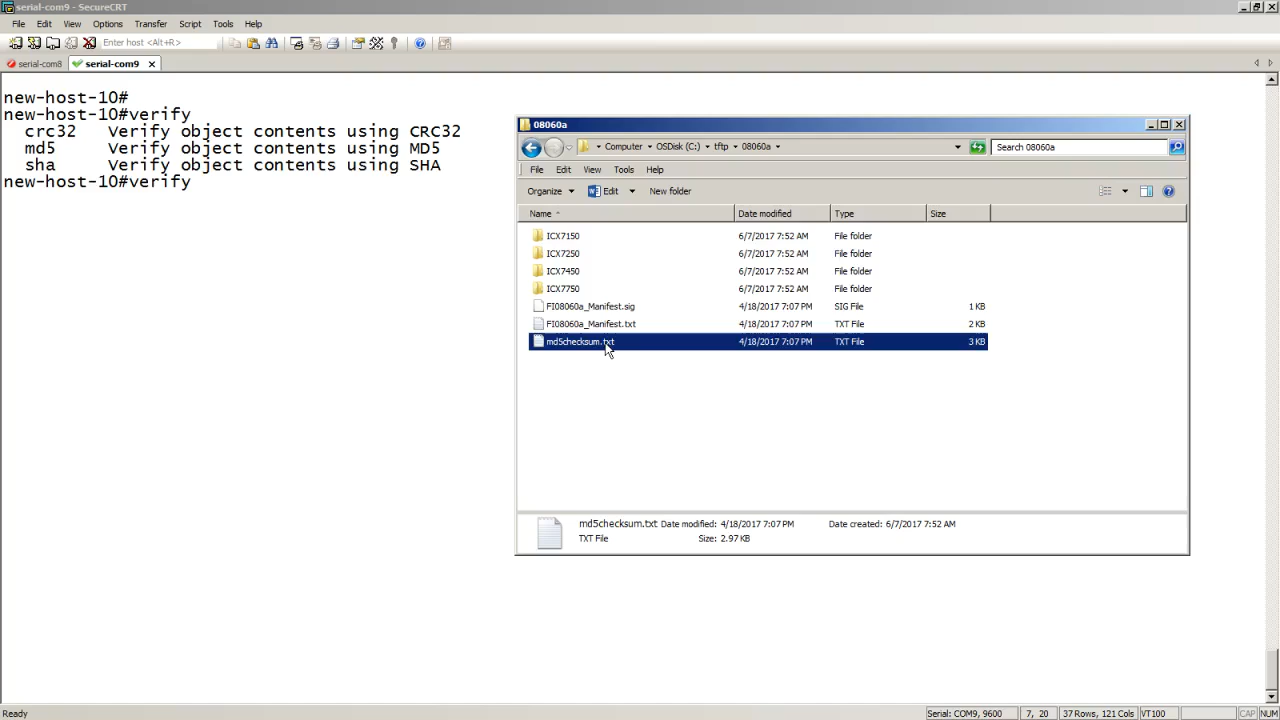 serial-com9 - SecureCRT
File Edit View Options Transfer Script Tools Help
Enter host <Alt+R>
serial-com8 serial-com9
new-host-10#
new-host-10#verify
crc32 Verify object contents using CRC32
md5 Verify object contents using MD5
sha Verify object contents using SHA
new-host-10#verify
08060a
Computer OSDisk (C:) tftp 08060a Search 08060a
File Edit View Tools Help
Organize Edit New folder
Name Date modified Type Size
ICX7150 6/7/2017 7:52 AM File folder
ICX7250 6/7/2017 7:52 AM File folder
ICX7450 6/7/2017 7:52 AM File folder
ICX7750 6/7/2017 7:52 AM File folder
FI08060a_Manifest.sig 4/18/2017 7:07 PM SIG File 1 KB
FI08060a_Manifest.txt 4/18/2017 7:07 PM TXT File 2 KB
md5checksum.txt 4/18/2017 7:07 PM TXT File 3 KB
md5checksum.txt Date modified: 4/18/2017 7:07 PM Date created: 6/7/2017 7:52 AM
TXT File Size: 2.97 KB
Ready Serial: COM9, 9600 7, 20 37 Rows, 121 Cols VT100 CAP NUM